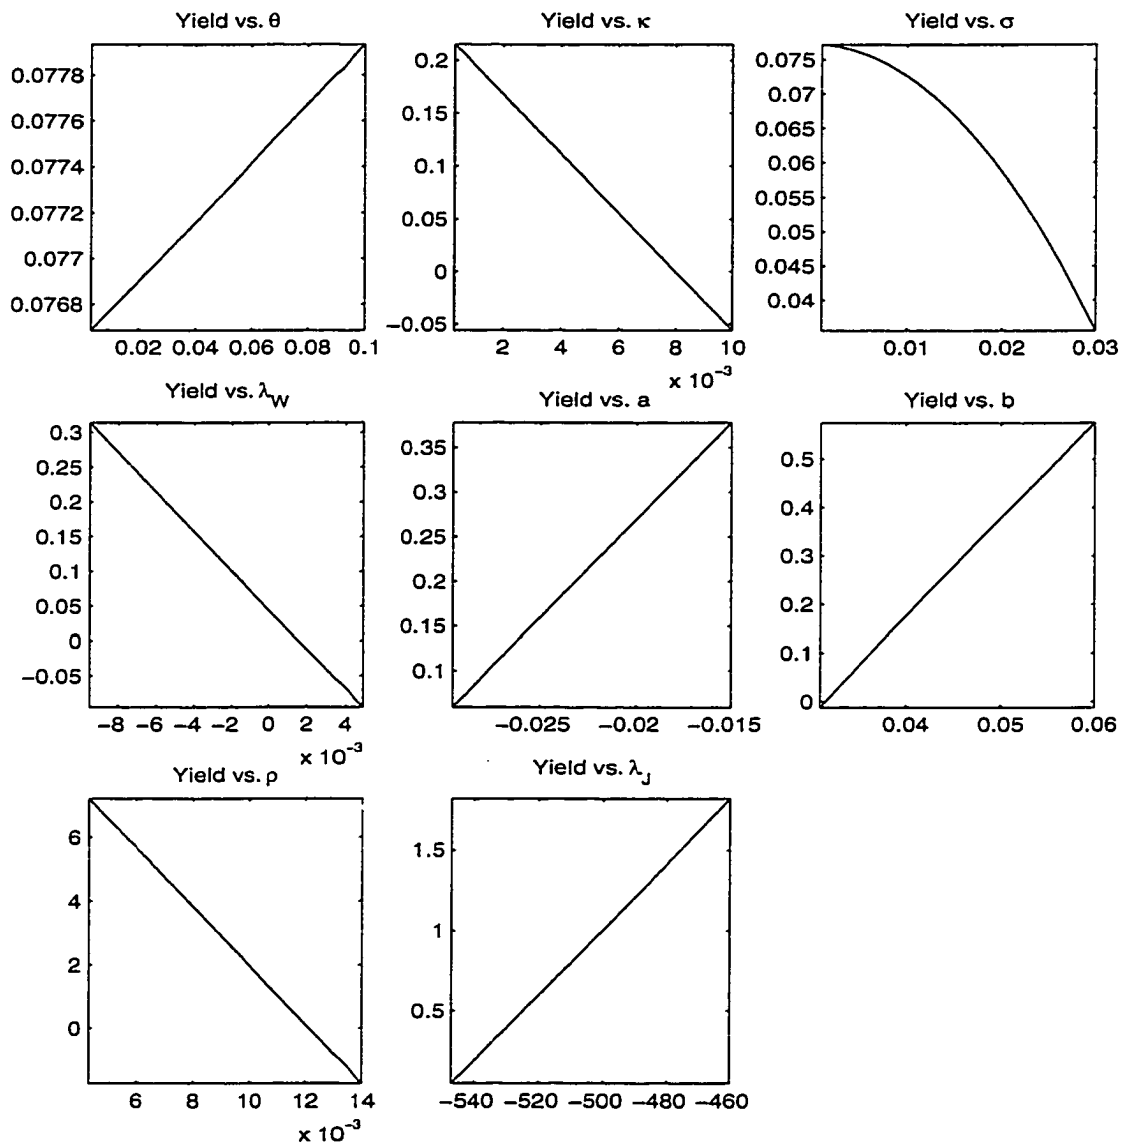 Yield vs. θ
0.0778
0.0776
0.0774
0.0772
0.077
0.0768
0.02 0.04 0.06 0.08 0.1
Yield vs. κ
0.2
0.15
0.1
0.05
0
−0.05
2 4 6 8 10
x 10⁻³
Yield vs. σ
0.075
0.07
0.065
0.06
0.055
0.05
0.045
0.04
0.01 0.02 0.03
Yield vs. λ_W
0.3
0.25
0.2
0.15
0.1
0.05
0
−0.05
−8 −6 −4 −2 0 2 4
x 10⁻³
Yield vs. a
0.35
0.3
0.25
0.2
0.15
0.1
−0.025 −0.02 −0.015
Yield vs. b
0.5
0.4
0.3
0.2
0.1
0
0.04 0.05 0.06
Yield vs. ρ
6
4
2
0
6 8 10 12 14
x 10⁻³
Yield vs. λ_J
1.5
1
0.5
−540 −520 −500 −480 −460